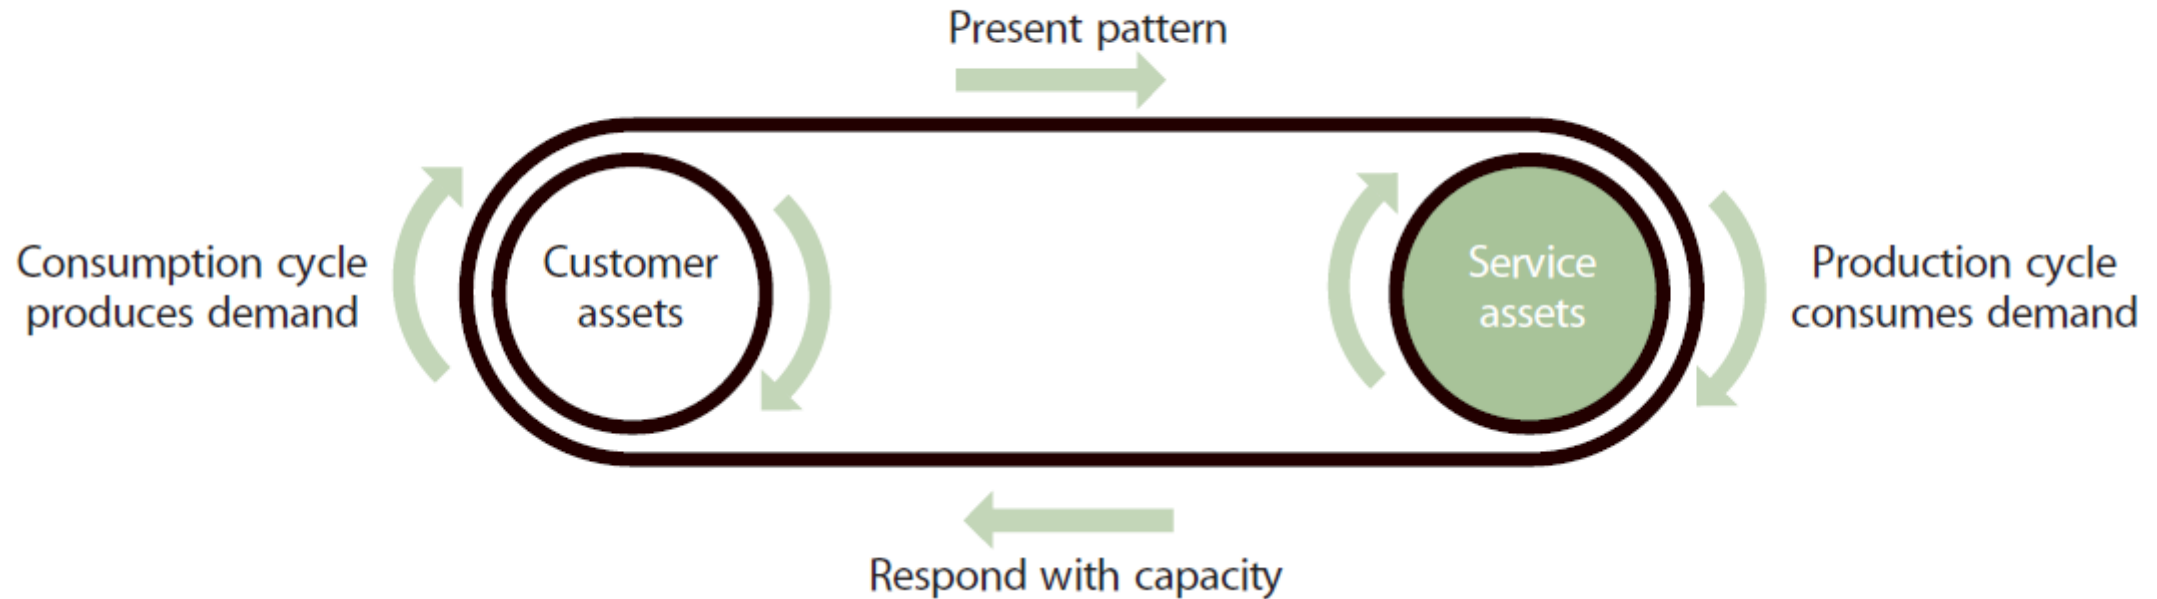 Present pattern
Consumption cycle
produces demand
Customer
assets
Service
assets
Production cycle
consumes demand
Respond with capacity